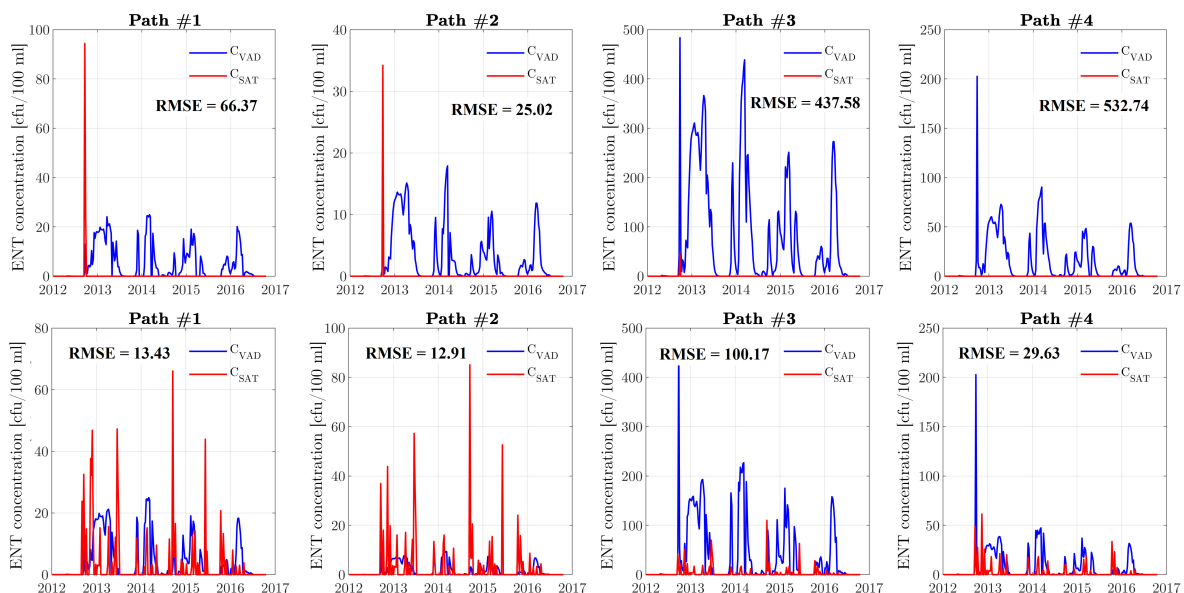 Path #1
ENT concentration [cfu/100 ml]
100
80
60
40
20
0
2012 2013 2014 2015 2016 2017
C_VAD
C_SAT
RMSE = 66.37
Path #2
ENT concentration [cfu/100 ml]
40
30
20
10
0
2012 2013 2014 2015 2016 2017
C_VAD
C_SAT
RMSE = 25.02
Path #3
ENT concentration [cfu/100 ml]
500
400
300
200
100
0
2012 2013 2014 2015 2016 2017
C_VAD
C_SAT
RMSE = 437.58
Path #4
ENT concentration [cfu/100 ml]
250
200
150
100
50
0
2012 2013 2014 2015 2016 2017
C_VAD
C_SAT
RMSE = 532.74
Path #1
ENT concentration [cfu/100 ml]
80
60
40
20
0
2012 2013 2014 2015 2016 2017
RMSE = 13.43
C_VAD
C_SAT
Path #2
ENT concentration [cfu/100 ml]
100
80
60
40
20
0
2012 2013 2014 2015 2016 2017
RMSE = 12.91
C_VAD
C_SAT
Path #3
ENT concentration [cfu/100 ml]
500
400
300
200
100
0
2012 2013 2014 2015 2016 2017
RMSE = 100.17
C_VAD
C_SAT
Path #4
ENT concentration [cfu/100 ml]
250
200
150
100
50
0
2012 2013 2014 2015 2016 2017
RMSE = 29.63
C_VAD
C_SAT